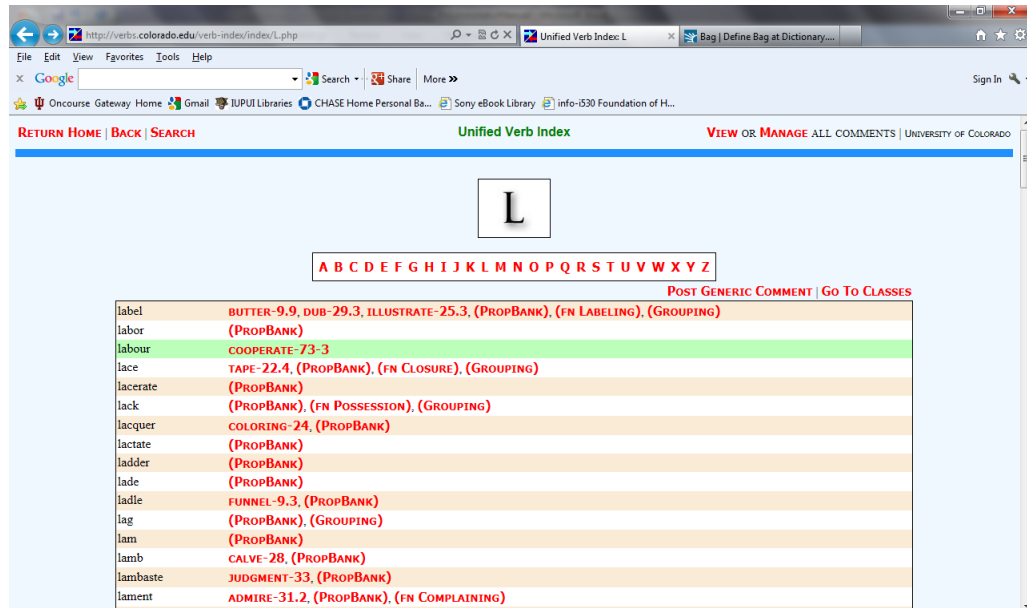 http://verbs.colorado.edu/verb-index/index/L.php
Unified Verb Index: L
Bag | Define Bag at Dictionary....
File Edit View Favorites Tools Help
Google
Search
Share
More
Sign In
Oncourse Gateway Home
Gmail
IUPUI Libraries
CHASE Home Personal Ba...
Sony eBook Library
info-i530 Foundation of H...
RETURN HOME | BACK | SEARCH Unified Verb Index VIEW OR MANAGE ALL COMMENTS | UNIVERSITY OF COLORADO
L
A B C D E F G H I J K L M N O P Q R S T U V W X Y Z
POST GENERIC COMMENT | GO TO CLASSES
label BUTTER-9.9, DUB-29.3, ILLUSTRATE-25.3, (PROPBANK), (FN LABELING), (GROUPING)
labor (PROPBANK)
labour COOPERATE-73-3
lace TAPE-22.4, (PROPBANK), (FN CLOSURE), (GROUPING)
lacerate (PROPBANK)
lack (PROPBANK), (FN POSSESSION), (GROUPING)
lacquer COLORING-24, (PROPBANK)
lactate (PROPBANK)
ladder (PROPBANK)
lade (PROPBANK)
ladle FUNNEL-9.3, (PROPBANK)
lag (PROPBANK), (GROUPING)
lam (PROPBANK)
lamb CALVE-28, (PROPBANK)
lambaste JUDGMENT-33, (PROPBANK)
lament ADMIRE-31.2, (PROPBANK), (FN COMPLAINING)